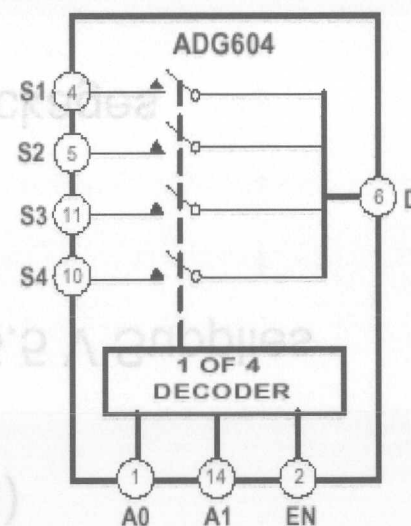 ADG604
S1 4
S2 5
6 D
S3 11
S4 10
1 OF 4
DECODER
1 14 2
A0 A1 EN